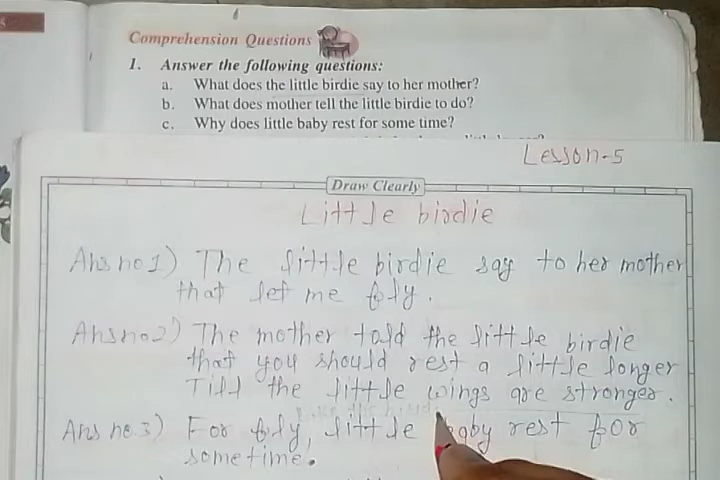 Comprehension Questions
1. Answer the following questions:
a. What does the little birdie say to her mother?
b. What does mother tell the little birdie to do?
c. Why does little baby rest for some time?
Lesson-5
Draw Clearly
Little birdie
Ans no 1) The little birdie say to her mother
that let me fly.
Ans no 2) The mother told the little birdie
that you should rest a little longer
Till the little wings are stronger.
Ans no. 3) For fly, little baby rest for
sometime.